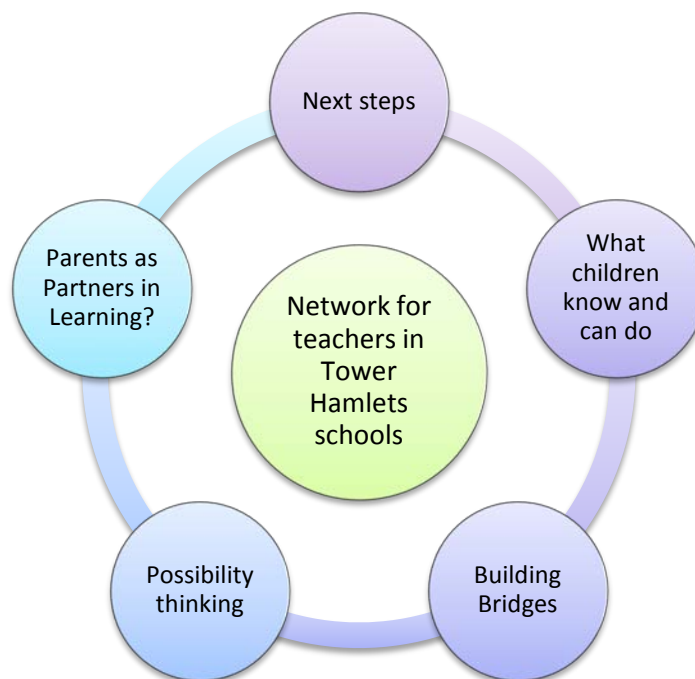 Next steps
What
children
know and
can do
Building
Bridges
Possibility
thinking
Parents as
Partners in
Learning?
Network for
teachers in
Tower
Hamlets
schools